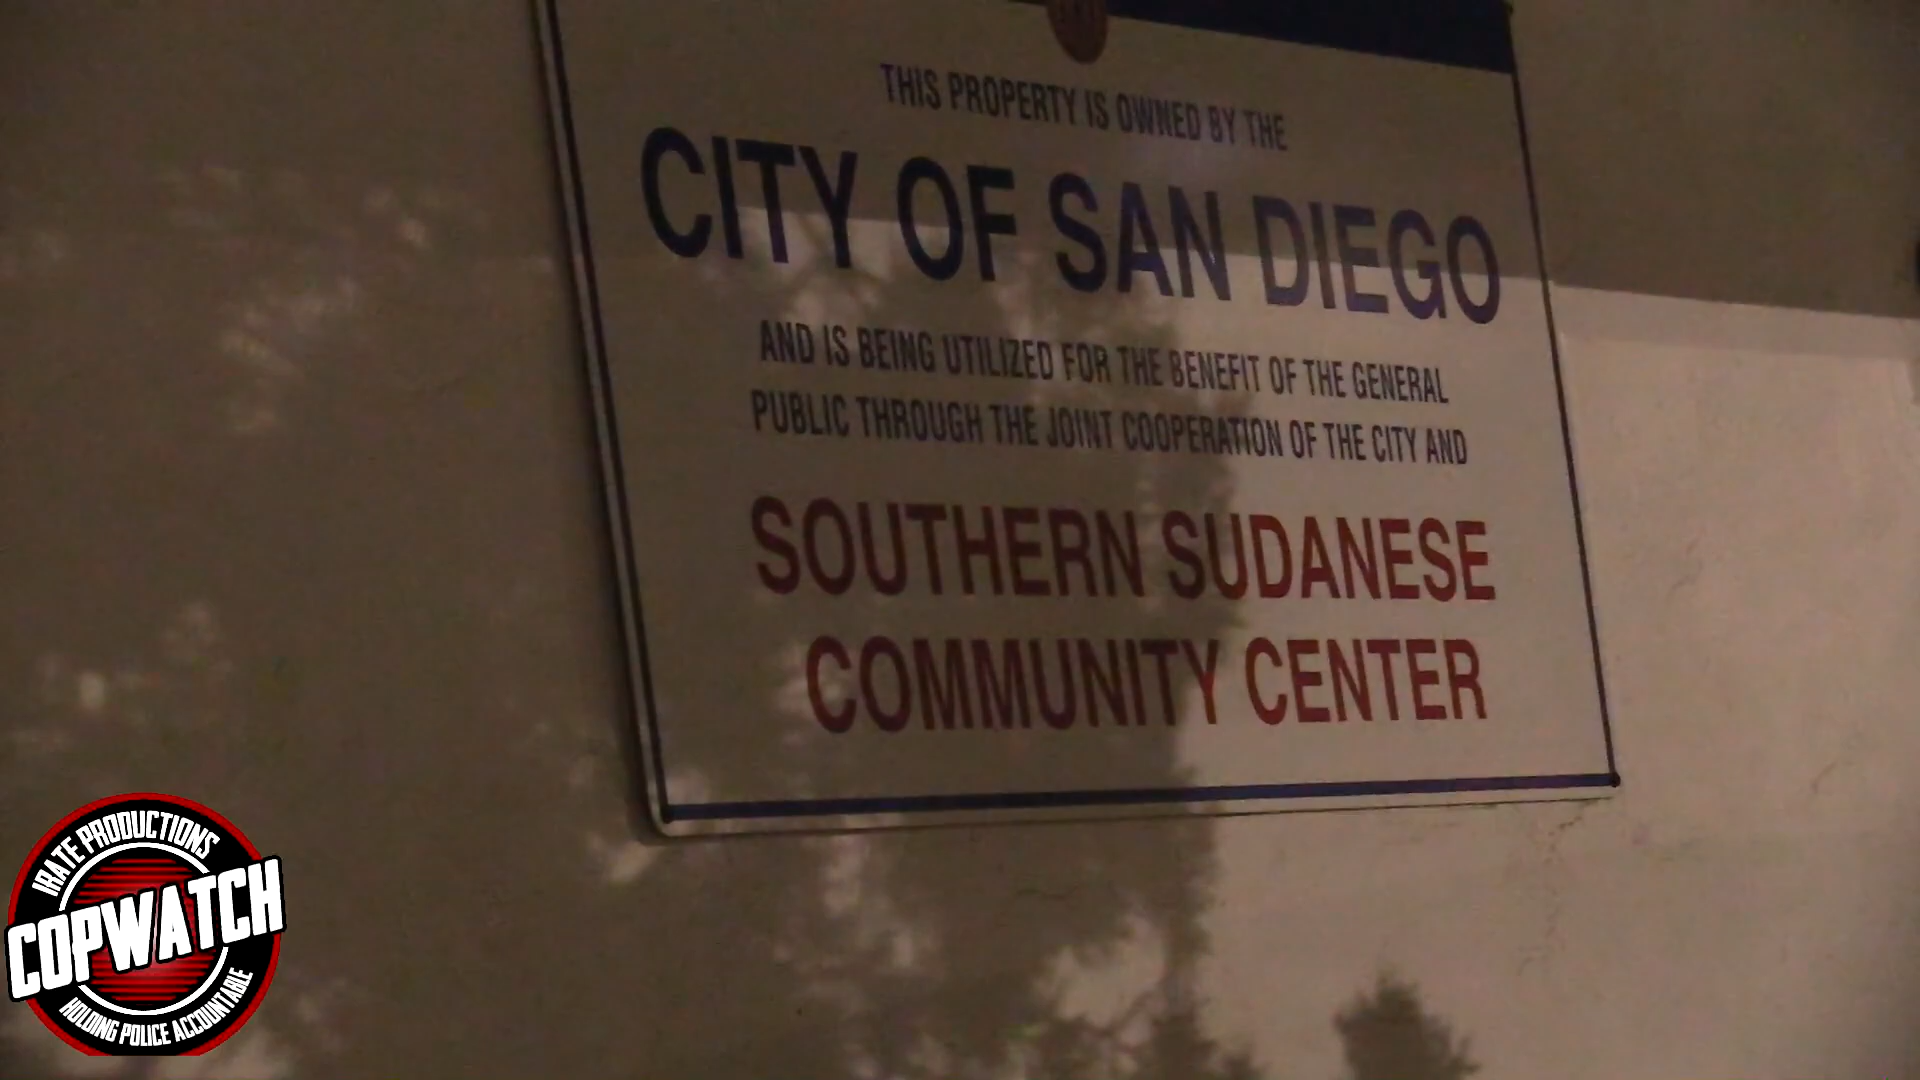 THIS PROPERTY IS OWNED BY THE
CITY OF SAN DIEGO
AND IS BEING UTILIZED FOR THE BENEFIT OF THE GENERAL
PUBLIC THROUGH THE JOINT COOPERATION OF THE CITY AND
SOUTHERN SUDANESE
COMMUNITY CENTER
IRATE PRODUCTIONS
COPWATCH
HOLDING POLICE ACCOUNTABLE